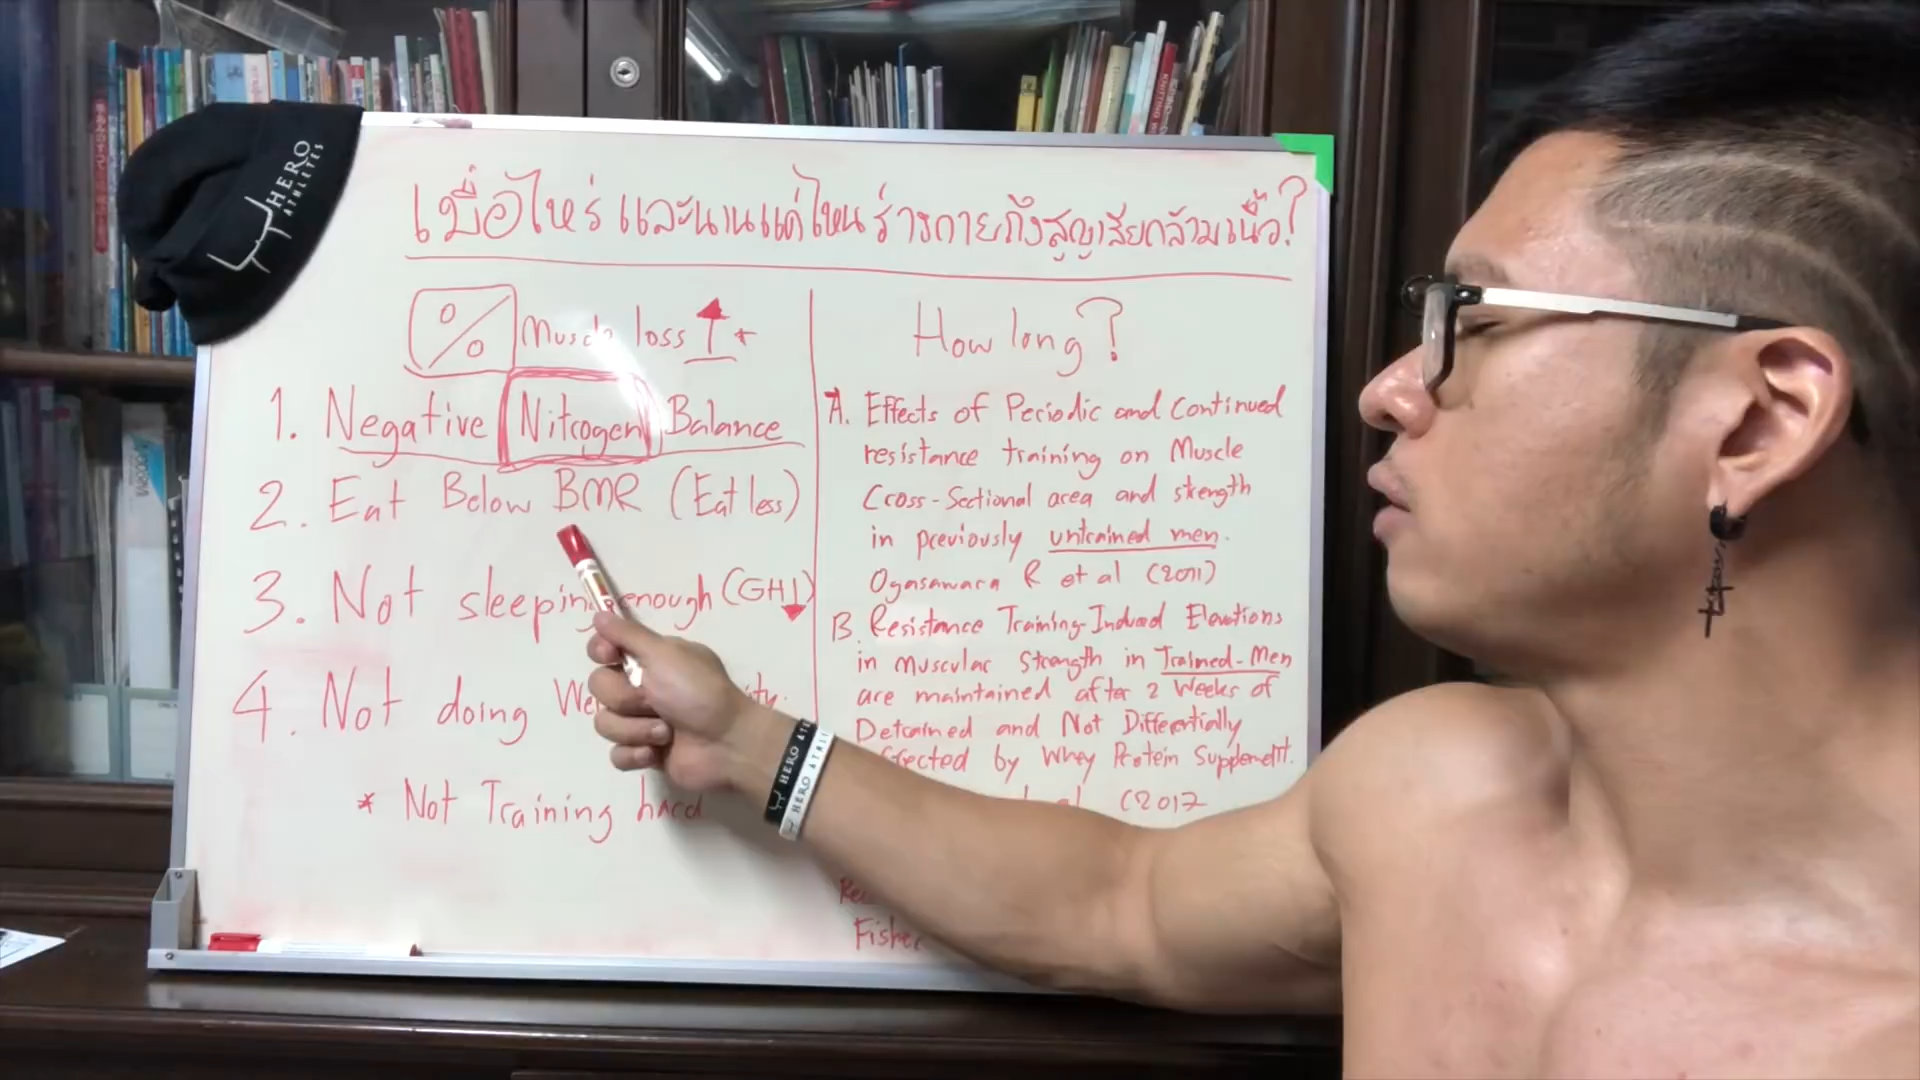 HERO
ATHLETES
เมื่อไหร่ และนานแค่ไหน ร่างกายถึงสูญเสียกล้ามเนื้อ?
% Muscle loss ↑ +
1. Negative Nitrogen Balance
2. Eat Below BMR (Eat less)
3. Not sleeping enough (GH↓)
4. Not doing
* Not Training hard
How long?
A. Effects of Periodic and Continued
resistance training on Muscle
Cross-Sectional area and strength
in previously untrained men.
Ogasawara R et al (2011)
B. Resistance Training-Induced Elevations
in Muscular Strength in Trained-Men
are maintained after 2 Weeks of
Detrained and Not Differentially
ffected by Whey Protein Supplement.
(2017
HERO
HERO